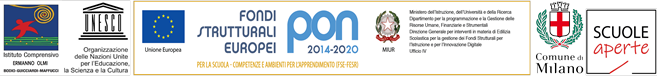 Istituto Comprensivo
ERMANNO OLMI
BODIO-GUICCIARDI-MAFFUCCI
UNESCO
Organizzazione
delle Nazioni Unite
per l'Educazione,
la Scienza e la Cultura
Unione Europea
FONDI
STRUTTURALI
EUROPEI
pon
2014-2020
PER LA SCUOLA - COMPETENZE E AMBIENTI PER L'APPRENDIMENTO (FSE-FESR)
MIUR
Ministero dell'Istruzione, dell'Università e della Ricerca
Dipartimento per la programmazione e la Gestione delle
Risorse Umane, Finanziarie e Strumentali
Direzione Generale per interventi in materia di Edilizia
Scolastica per la gestione dei Fondi Strutturali per
l'Istruzione e per l'Innovazione Digitale
Ufficio IV
Comune di
Milano
SCUOLE
aperte